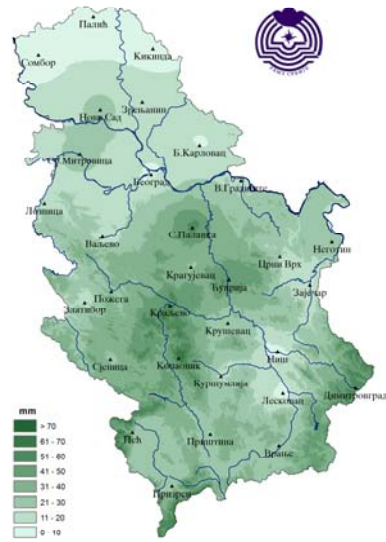 Палић
Кикинда
Сомбор
Зрењанин
Нови Сад
С.Митровица
Б.Карловац
Београд
В.Градиште
Лозница
С.Паланка
Ваљево
Неготин
Црни Врх
Крагујевац
Ћуприја
Зајечар
Пожега
Златибор
Краљево
Крушевац
Ниш
Сјеница
Копаоник
Куршумлија
Димитровград
Лесковац
Пећ
Приштина
Врање
Призрен
mm
> 70
61 - 70
51 - 60
41 - 50
31 - 40
21 - 30
11 - 20
0 - 10